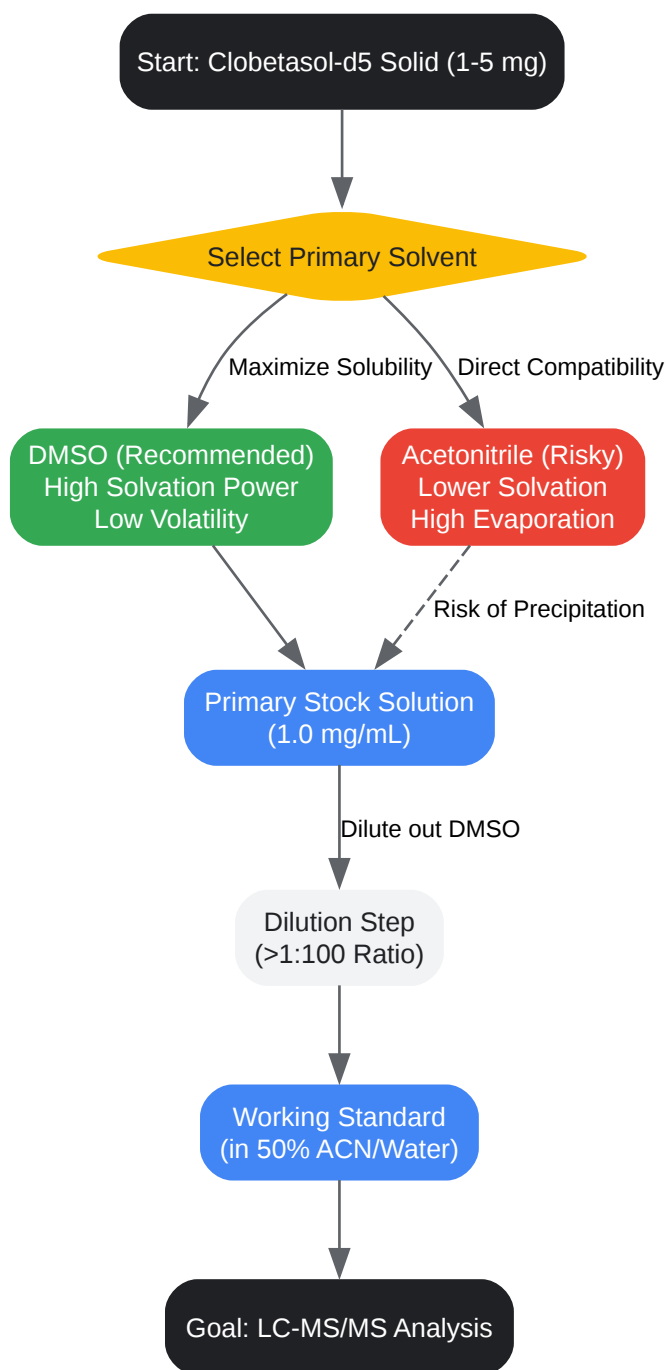 Start: Clobetasol-d5 Solid (1-5 mg)
Select Primary Solvent
Maximize Solubility
Direct Compatibility
DMSO (Recommended)
High Solvation Power
Low Volatility
Acetonitrile (Risky)
Lower Solvation
High Evaporation
Risk of Precipitation
Primary Stock Solution
(1.0 mg/mL)
Dilute out DMSO
Dilution Step
(>1:100 Ratio)
Working Standard
(in 50% ACN/Water)
Goal: LC-MS/MS Analysis